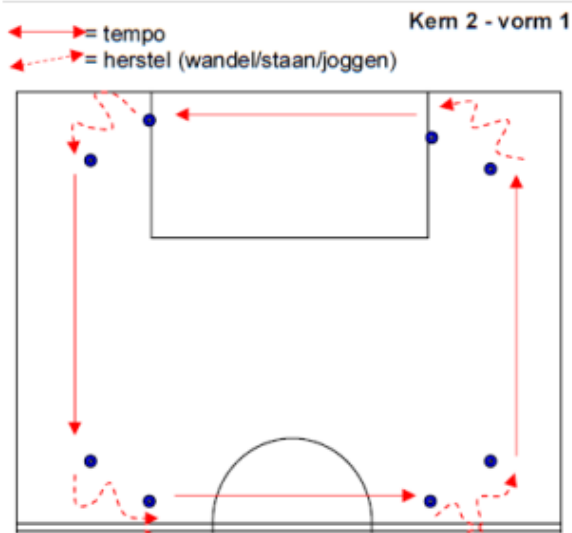 Kern 2 - vorm 1
= tempo
= herstel (wandel/staan/joggen)